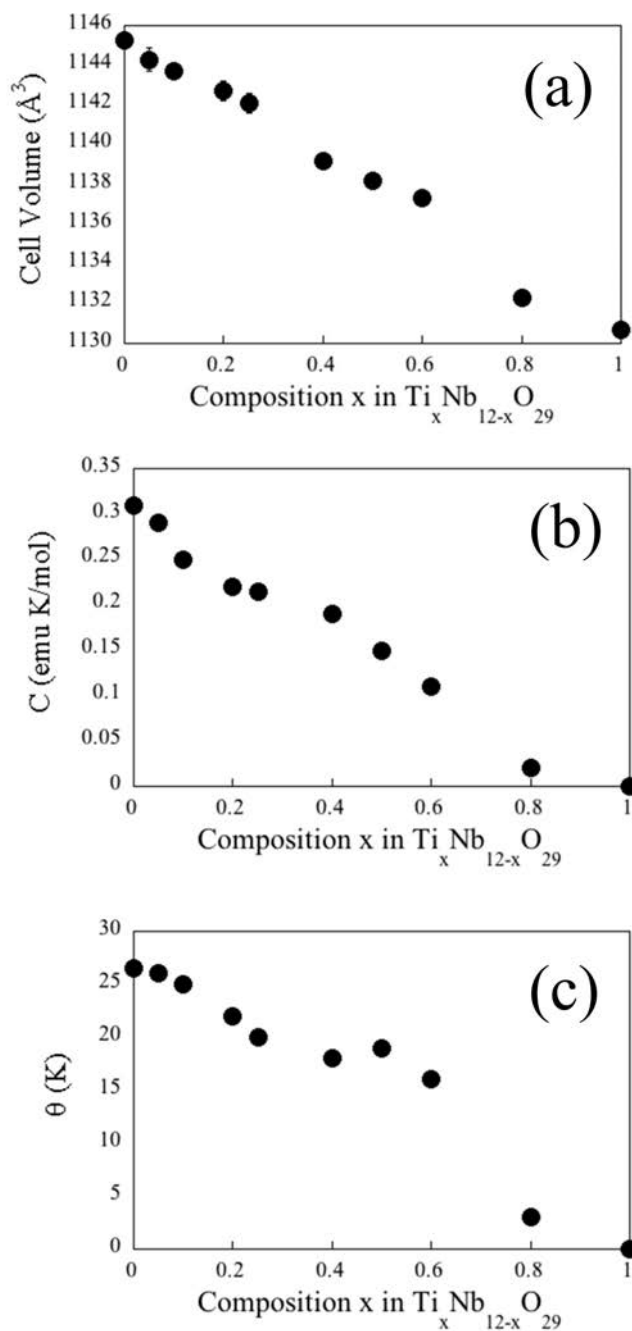 1146
1144
1142
1140
1138
1136
1134
1132
1130
Cell Volume (Å³)
(a)
0 0.2 0.4 0.6 0.8 1
Composition x in TiₓNb₁₂₋ₓO₂₉
0.35
0.3
0.25
0.2
0.15
0.1
0.05
0
C (emu K/mol)
(b)
0 0.2 0.4 0.6 0.8 1
Composition x in TiₓNb₁₂₋ₓO₂₉
30
25
20
15
10
5
0
θ (K)
(c)
0 0.2 0.4 0.6 0.8 1
Composition x in TiₓNb₁₂₋ₓO₂₉